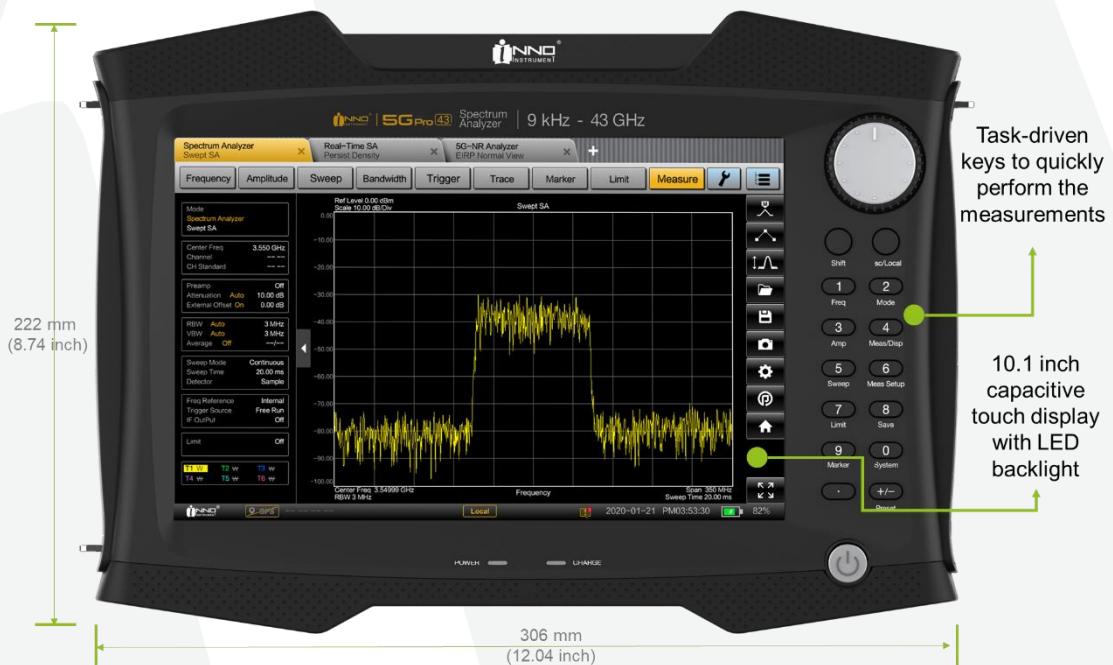 iNNO®
INSTRUMENT
iNNO INSTRUMENT | 5G Pro 43 Spectrum Analyzer | 9 kHz - 43 GHz
Spectrum Analyzer
Swept SA
Real-Time SA
Persist Density
5G-NR Analyzer
EIRP Normal View
Frequency Amplitude Sweep Bandwidth Trigger Trace Marker Limit Measure
Mode
Spectrum Analyzer
Swept SA
Center Freq 3.550 GHz
Channel -- --
CH Standard -- --
Preamp Off
Attenuation Auto 10.00 dB
External Offset On 0.00 dB
RBW Auto 3 MHz
VBW Auto 3 MHz
Average Off --/--
Sweep Mode Continuous
Sweep Time 20.00 ms
Detector Sample
Freq Reference Internal
Trigger Source Free Run
IF OutPut Off
Limit Off
T1 W T2 W T3 W
T4 W T5 W T6 W
Ref Level 0.00 dBm
Scale 10.00 dB/Div
Swept SA
0.00
-10.00
-20.00
-30.00
-40.00
-50.00
-60.00
-70.00
-80.00
-90.00
-100.00
Center Freq 3.54999 GHz
RBW 3 MHz
Frequency
Span 350 MHz
Sweep Time 20.00 ms
iNNO INSTRUMENT GPS -- -- -- -- -- Local 2020-01-21 PM03:53:30 82%
POWER CHARGE
Shift sc/Local
1 2
Freq Mode
3 4
Amp Meas/Disp
5 6
Sweep Meas Setup
7 8
Limit Save
9 0
Marker System
. +/-
Preset
Task-driven
keys to quickly
perform the
measurements
10.1 inch
capacitive
touch display
with LED
backlight
222 mm
(8.74 inch)
306 mm
(12.04 inch)